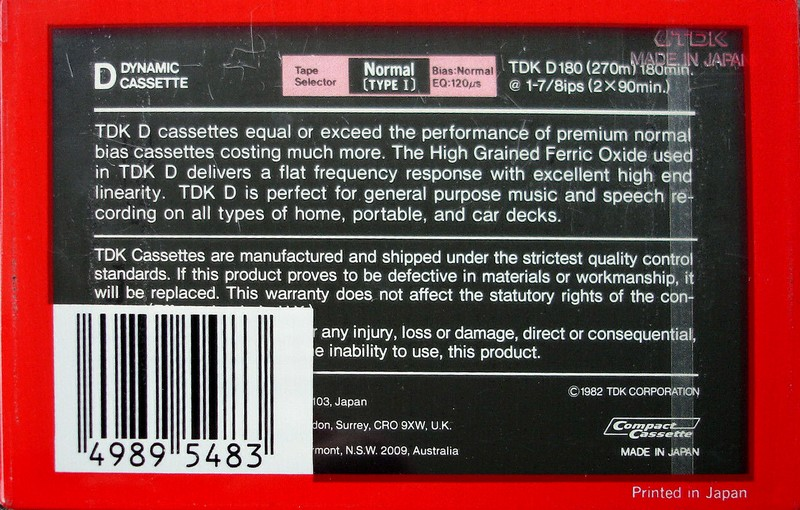 TDK
MADE IN JAPAN
D DYNAMIC CASSETTE
Tape Selector
Normal (TYPE I)
Bias:Normal EQ:120μs
TDK D180 (270m) 180min.
@ 1-7/8ips (2×90min.)
TDK D cassettes equal or exceed the performance of premium normal
bias cassettes costing much more. The High Grained Ferric Oxide used
in TDK D delivers a flat frequency response with excellent high end
linearity. TDK D is perfect for general purpose music and speech re-
cording on all types of home, portable, and car decks.
TDK Cassettes are manufactured and shipped under the strictest quality control
standards. If this product proves to be defective in materials or workmanship, it
will be replaced. This warranty does not affect the statutory rights of the con-
r any injury, loss or damage, direct or consequential,
e inability to use, this product.
©1982 TDK CORPORATION
103, Japan
don, Surrey, CRO 9XW, U.K.
rmont, N.S.W. 2009, Australia
Compact Cassette
MADE IN JAPAN
4989 5483
Printed in Japan